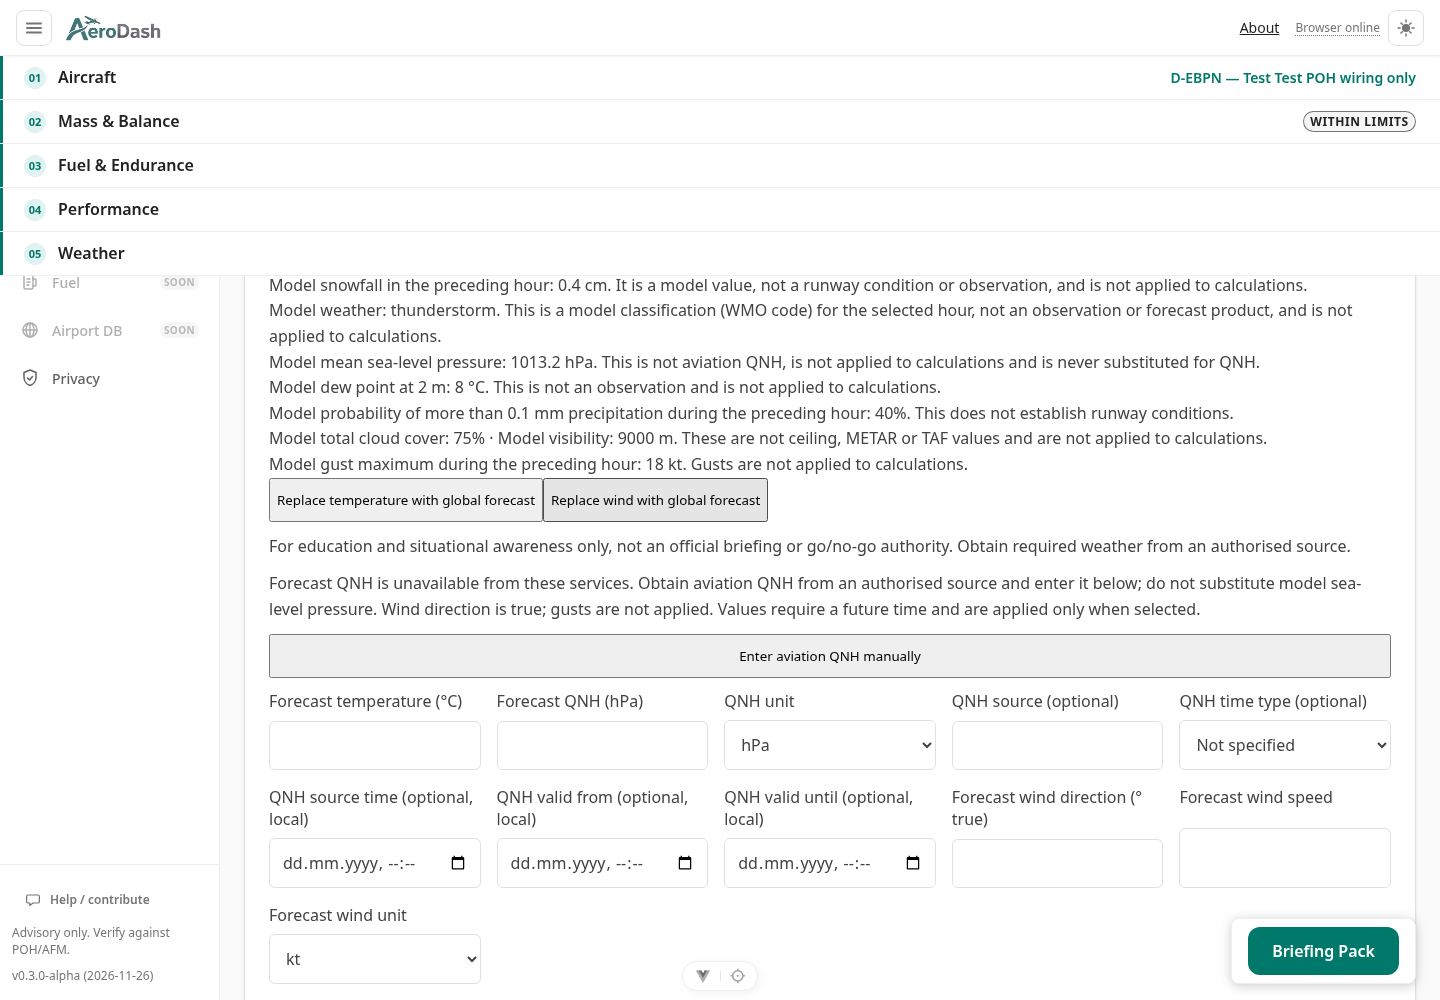 AeroDash
About
Browser online
01 Aircraft
D-EBPN — Test Test POH wiring only
02 Mass & Balance
WITHIN LIMITS
03 Fuel & Endurance
04 Performance
05 Weather
Fuel
SOON
Airport DB
SOON
Privacy
Model snowfall in the preceding hour: 0.4 cm. It is a model value, not a runway condition or observation, and is not applied to calculations.
Model weather: thunderstorm. This is a model classification (WMO code) for the selected hour, not an observation or forecast product, and is not
applied to calculations.
Model mean sea-level pressure: 1013.2 hPa. This is not aviation QNH, is not applied to calculations and is never substituted for QNH.
Model dew point at 2 m: 8 °C. This is not an observation and is not applied to calculations.
Model probability of more than 0.1 mm precipitation during the preceding hour: 40%. This does not establish runway conditions.
Model total cloud cover: 75% · Model visibility: 9000 m. These are not ceiling, METAR or TAF values and are not applied to calculations.
Model gust maximum during the preceding hour: 18 kt. Gusts are not applied to calculations.
Replace temperature with global forecast
Replace wind with global forecast
For education and situational awareness only, not an official briefing or go/no-go authority. Obtain required weather from an authorised source.
Forecast QNH is unavailable from these services. Obtain aviation QNH from an authorised source and enter it below; do not substitute model sea-
level pressure. Wind direction is true; gusts are not applied. Values require a future time and are applied only when selected.
Enter aviation QNH manually
Forecast temperature (°C)
Forecast QNH (hPa)
QNH unit
hPa
QNH source (optional)
QNH time type (optional)
Not specified
QNH source time (optional,
local)
dd.mm.yyyy, --:--
QNH valid from (optional,
local)
dd.mm.yyyy, --:--
QNH valid until (optional,
local)
dd.mm.yyyy, --:--
Forecast wind direction (°
true)
Forecast wind speed
Forecast wind unit
kt
Help / contribute
Advisory only. Verify against
POH/AFM.
v0.3.0-alpha (2026-11-26)
Briefing Pack